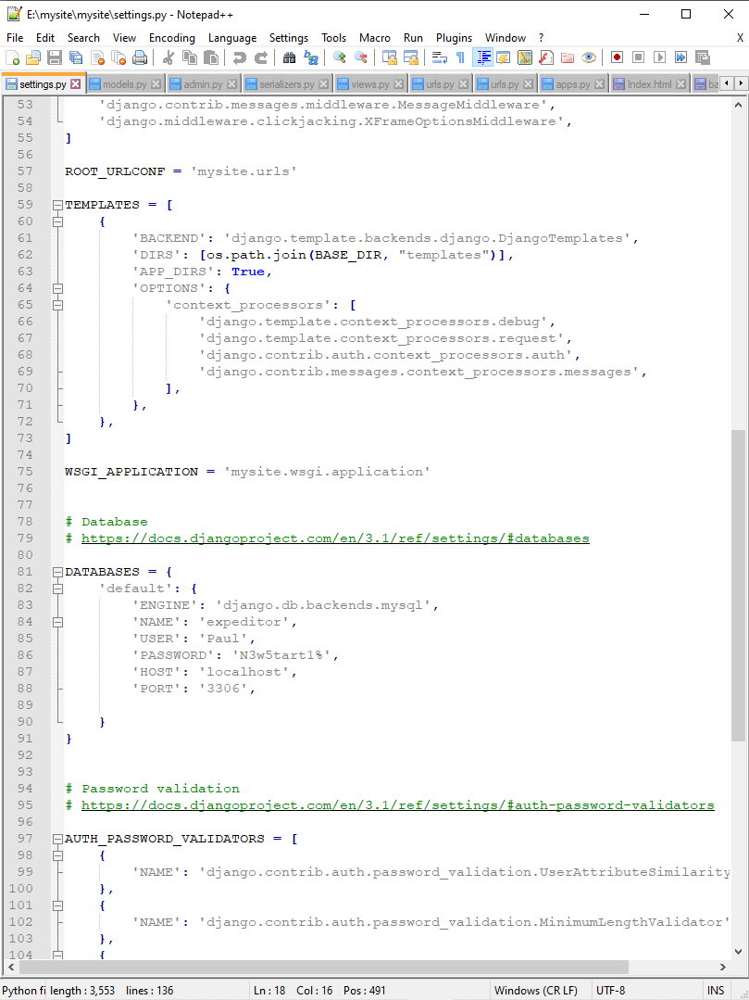 E:\mysite\mysite\settings.py - Notepad++
File Edit Search View Encoding Language Settings Tools Macro Run Plugins Window ? X
settings.py models.py admin.py serializers.py views.py urls.py urls.py apps.py Index.html ba
53 'django.contrib.messages.middleware.MessageMiddleware',
54 'django.middleware.clickjacking.XFrameOptionsMiddleware',
55 ]
56
57 ROOT_URLCONF = 'mysite.urls'
58
59 TEMPLATES = [
60 {
61 'BACKEND': 'django.template.backends.django.DjangoTemplates',
62 'DIRS': [os.path.join(BASE_DIR, "templates")],
63 'APP_DIRS': True,
64 'OPTIONS': {
65 'context_processors': [
66 'django.template.context_processors.debug',
67 'django.template.context_processors.request',
68 'django.contrib.auth.context_processors.auth',
69 'django.contrib.messages.context_processors.messages',
70 ],
71 },
72 },
73 ]
74
75 WSGI_APPLICATION = 'mysite.wsgi.application'
76
77
78 # Database
79 # https://docs.djangoproject.com/en/3.1/ref/settings/#databases
80
81 DATABASES = {
82 'default': {
83 'ENGINE': 'django.db.backends.mysql',
84 'NAME': 'expeditor',
85 'USER': 'Paul',
86 'PASSWORD': 'N3w5tart1%',
87 'HOST': 'localhost',
88 'PORT': '3306',
89
90 }
91 }
92
93
94 # Password validation
95 # https://docs.djangoproject.com/en/3.1/ref/settings/#auth-password-validators
96
97 AUTH_PASSWORD_VALIDATORS = [
98 {
99 'NAME': 'django.contrib.auth.password_validation.UserAttributeSimilarity
100 },
101 {
102 'NAME': 'django.contrib.auth.password_validation.MinimumLengthValidator'
103 },
104 {
Python fi length : 3,553 lines : 136 Ln : 18 Col : 16 Pos : 491 Windows (CR LF) UTF-8 INS